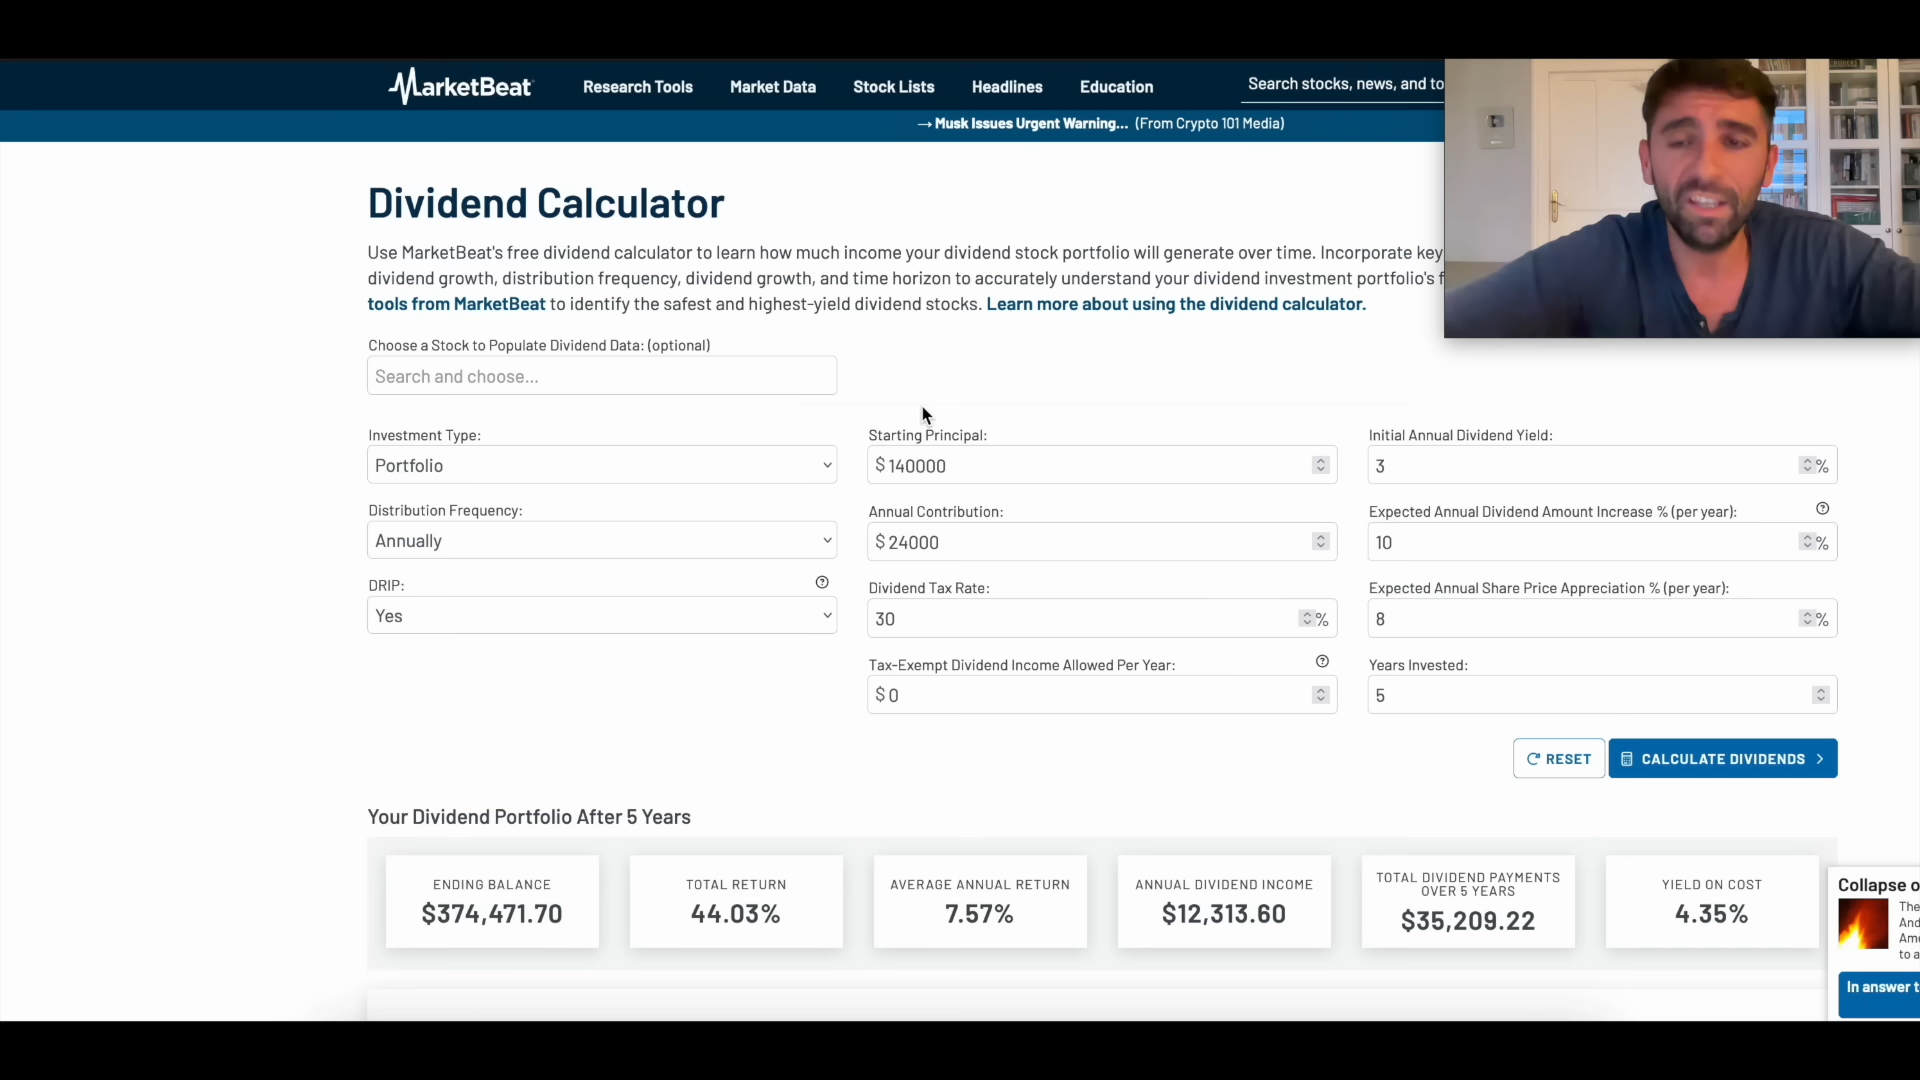 MarketBeat
Research Tools
Market Data
Stock Lists
Headlines
Education
Search stocks, news, and to
→ Musk Issues Urgent Warning... (From Crypto 101 Media)
Dividend Calculator
Use MarketBeat's free dividend calculator to learn how much income your dividend stock portfolio will generate over time. Incorporate key
dividend growth, distribution frequency, dividend growth, and time horizon to accurately understand your dividend investment portfolio's f
tools from MarketBeat to identify the safest and highest-yield dividend stocks. Learn more about using the dividend calculator.
Choose a Stock to Populate Dividend Data: (optional)
Search and choose...
Investment Type:
Portfolio
Distribution Frequency:
Annually
DRIP:
Yes
Starting Principal:
$ 140000
Annual Contribution:
$ 24000
Dividend Tax Rate:
30 %
Tax-Exempt Dividend Income Allowed Per Year:
$ 0
Initial Annual Dividend Yield:
3 %
Expected Annual Dividend Amount Increase % (per year):
10 %
Expected Annual Share Price Appreciation % (per year):
8 %
Years Invested:
5
RESET
CALCULATE DIVIDENDS
Your Dividend Portfolio After 5 Years
ENDING BALANCE
$374,471.70
TOTAL RETURN
44.03%
AVERAGE ANNUAL RETURN
7.57%
ANNUAL DIVIDEND INCOME
$12,313.60
TOTAL DIVIDEND PAYMENTS
OVER 5 YEARS
$35,209.22
YIELD ON COST
4.35%
Collapse o
The
And
Ame
to a
In answer t